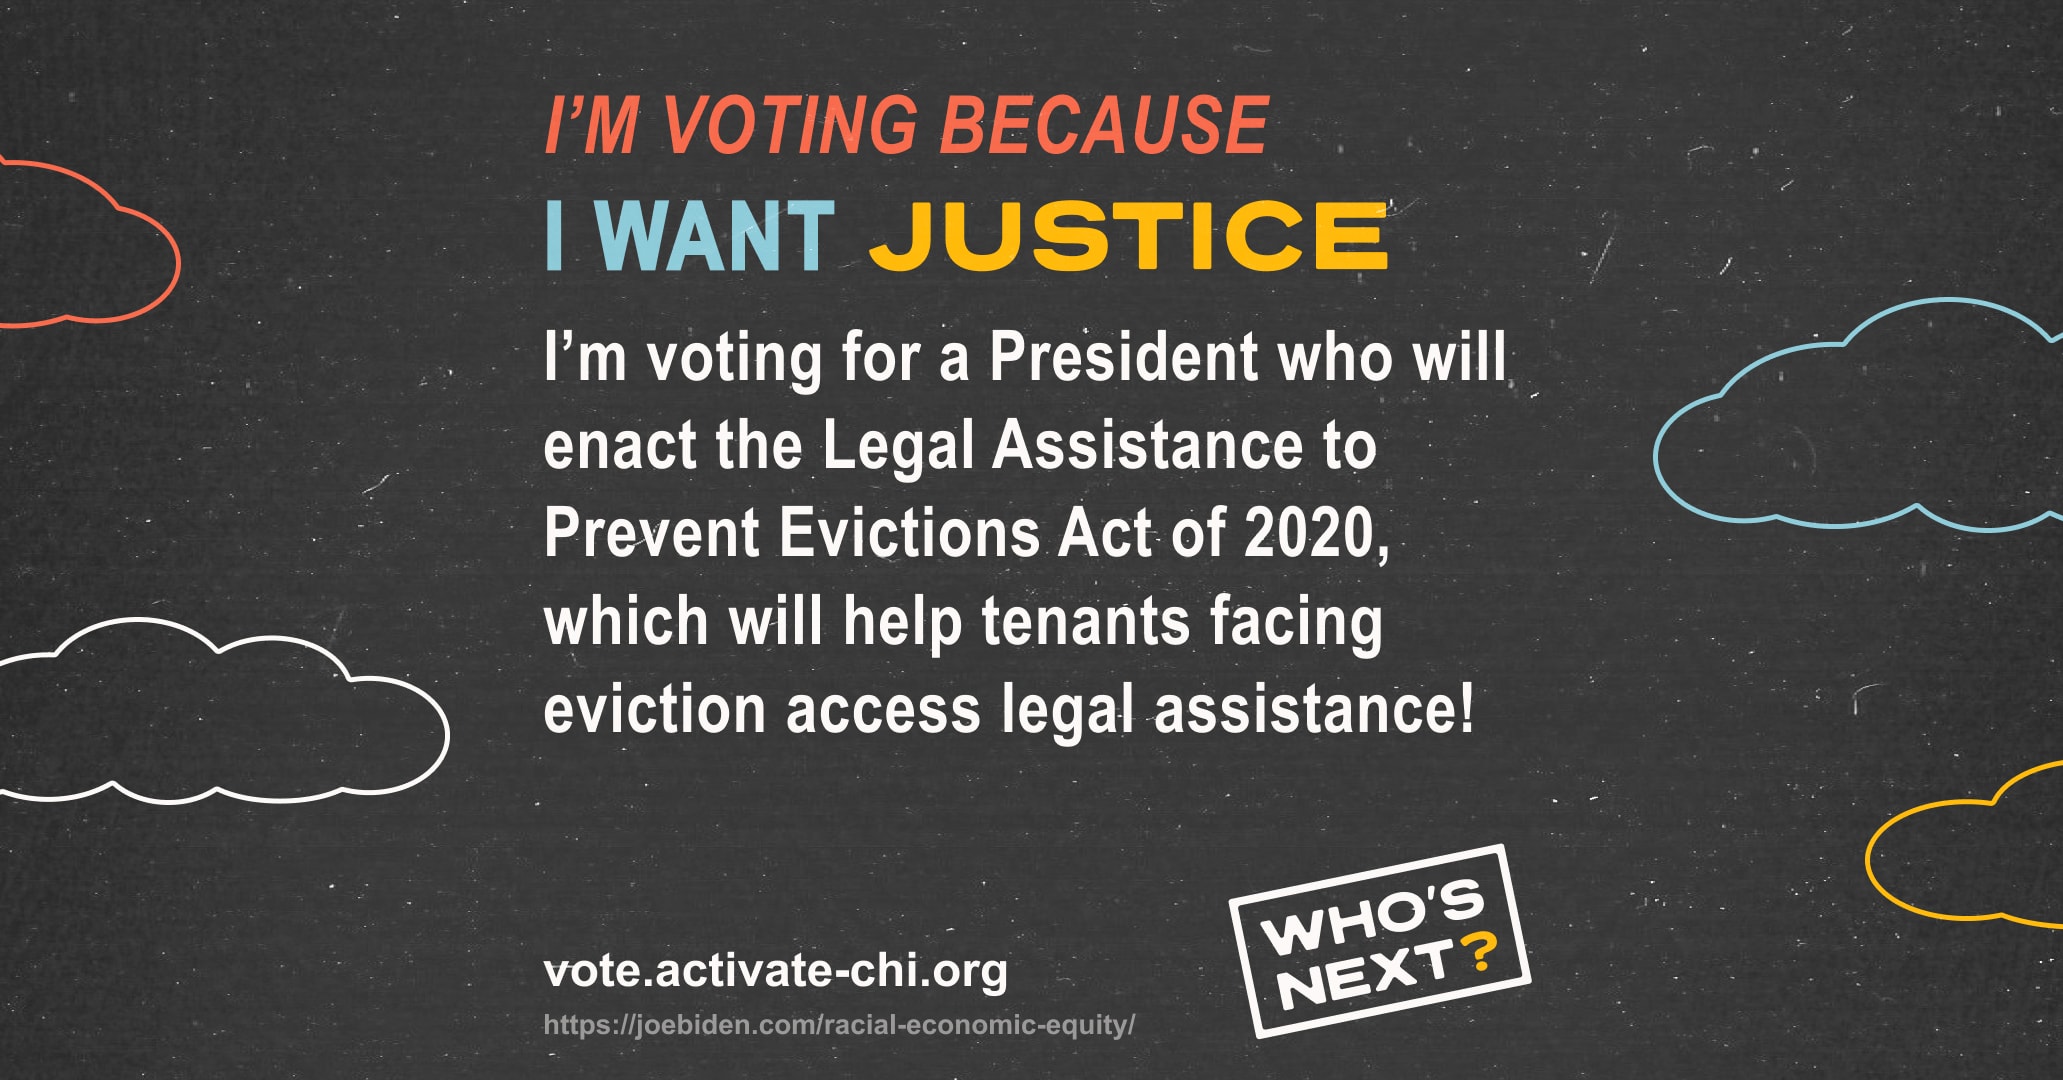 I’M VOTING BECAUSE
I WANT JUSTICE
I’m voting for a President who will
enact the Legal Assistance to
Prevent Evictions Act of 2020,
which will help tenants facing
eviction access legal assistance!
WHO’S
NEXT?
vote.activate-chi.org
https://joebiden.com/racial-economic-equity/